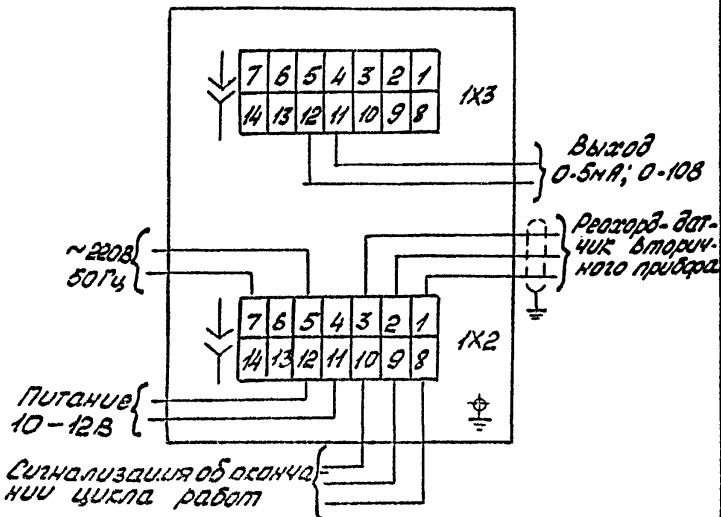 7 6 5 4 3 2 1
14 13 12 11 10 9 8
1X3
Выход
0-5мА; 0-10В
~220В
50Гц
Реохорд-дат-
чик вторич-
ного прибора
7 6 5 4 3 2 1
14 13 12 11 10 9 8
1X2
Питание
10-12В
Сигнализация об оконча-
нии цикла работ